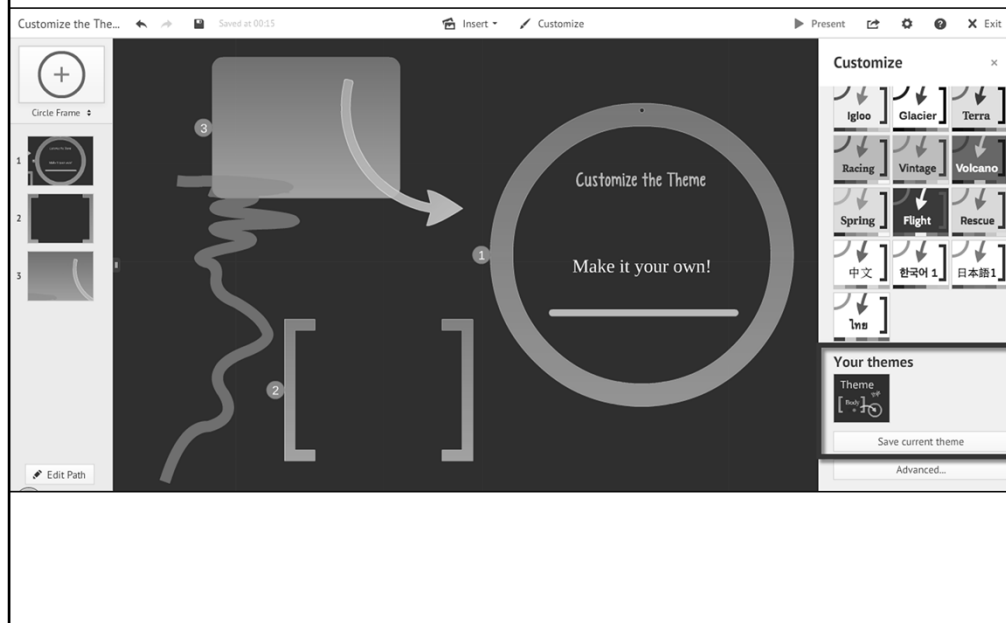 Customize the The...
Saved at 00:15
Insert
Customize
Present
Exit
Circle Frame
1
2
3
Edit Path
3
Customize the Theme
1
Make it your own!
2
Customize
Igloo Glacier Terra
Racing Vintage Volcano
Spring Flight Rescue
中文 한국어 1 日本語1
ไทย
Your themes
Theme
Body
Save current theme
Advanced...